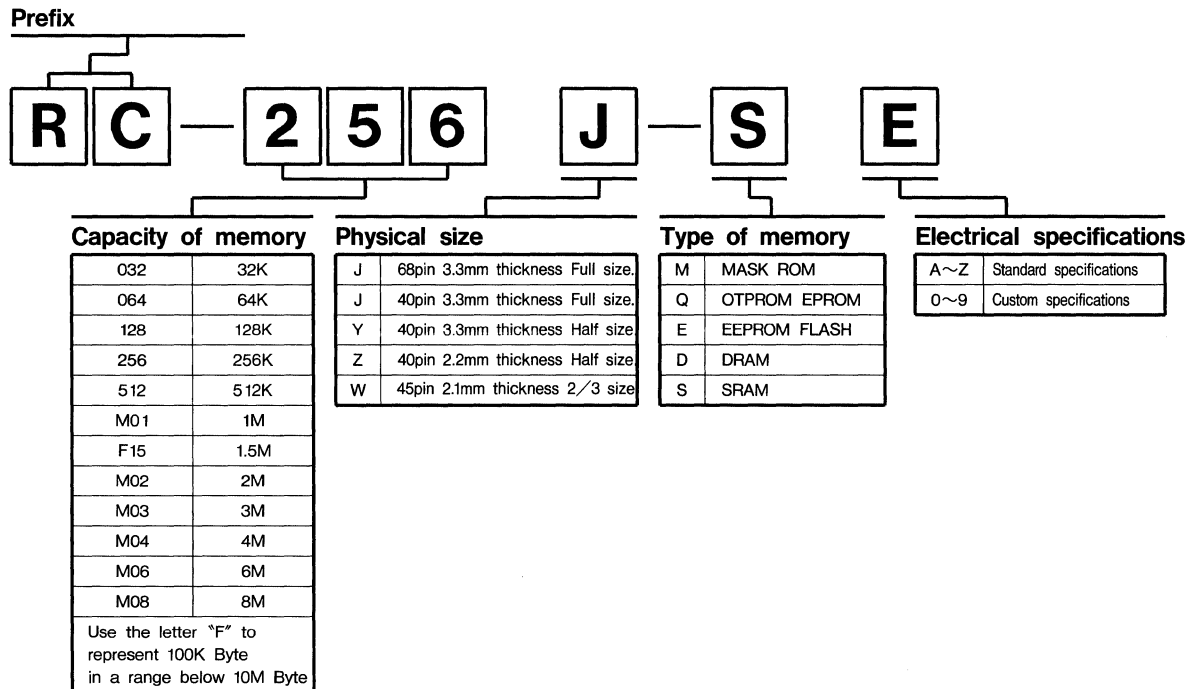 Prefix
R C — 256 J — S E
Capacity of memory
032 32K
064 64K
128 128K
256 256K
512 512K
M01 1M
F15 1.5M
M02 2M
M03 3M
M04 4M
M06 6M
M08 8M
Use the letter "F" to
represent 100K Byte
in a range below 10M Byte
Physical size
J 68pin 3.3mm thickness Full size.
J 40pin 3.3mm thickness Full size.
Y 40pin 3.3mm thickness Half size.
Z 40pin 2.2mm thickness Half size.
W 45pin 2.1mm thickness 2/3 size
Type of memory
M MASK ROM
Q OTPROM EPROM
E EEPROM FLASH
D DRAM
S SRAM
Electrical specifications
A~Z Standard specifications
0~9 Custom specifications